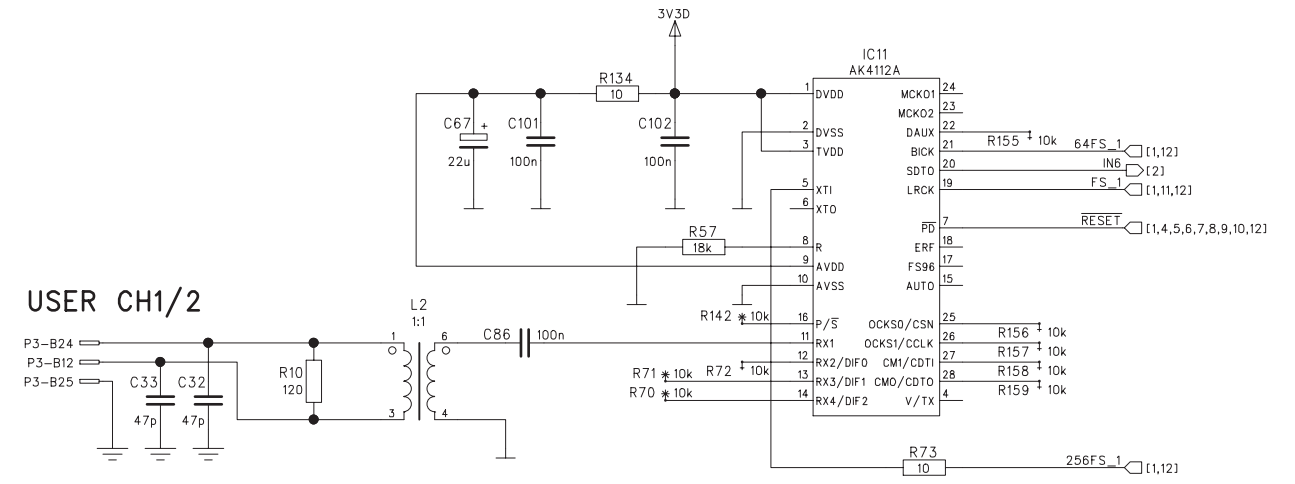 3V3D
IC11
AK4112A
R134
10
C67
+
22u
C101
100n
C102
100n
1 DVDD
2 DVSS
3 TVDD
5 XTI
6 XTO
8 R
9 AVDD
10 AVSS
16 P/S
11 RX1
12 RX2/DIF0
13 RX3/DIF1
14 RX4/DIF2
MCKO1 24
MCKO2 23
DAUX 22
BICK 21
SDTO 20
LRCK 19
PD 7
ERF 18
FS96 17
AUTO 15
OCKS0/CSN 25
OCKS1/CCLK 26
CM1/CDTI 27
CM0/CDTO 28
V/TX 4
R155 10k
64FS_1 [1,12]
IN6 [2]
FS_1 [1,11,12]
RESET [1,4,5,6,7,8,9,10,12]
R57
18k
R142 * 10k
R72 10k
R71 * 10k
R70 * 10k
R156 10k
R157 10k
R158 10k
R159 10k
USER CH1/2
P3-B24
P3-B12
P3-B25
C33
47p
C32
47p
R10
120
L2
1:1
1
3
6
4
C86 100n
R73
10
256FS_1 [1,12]